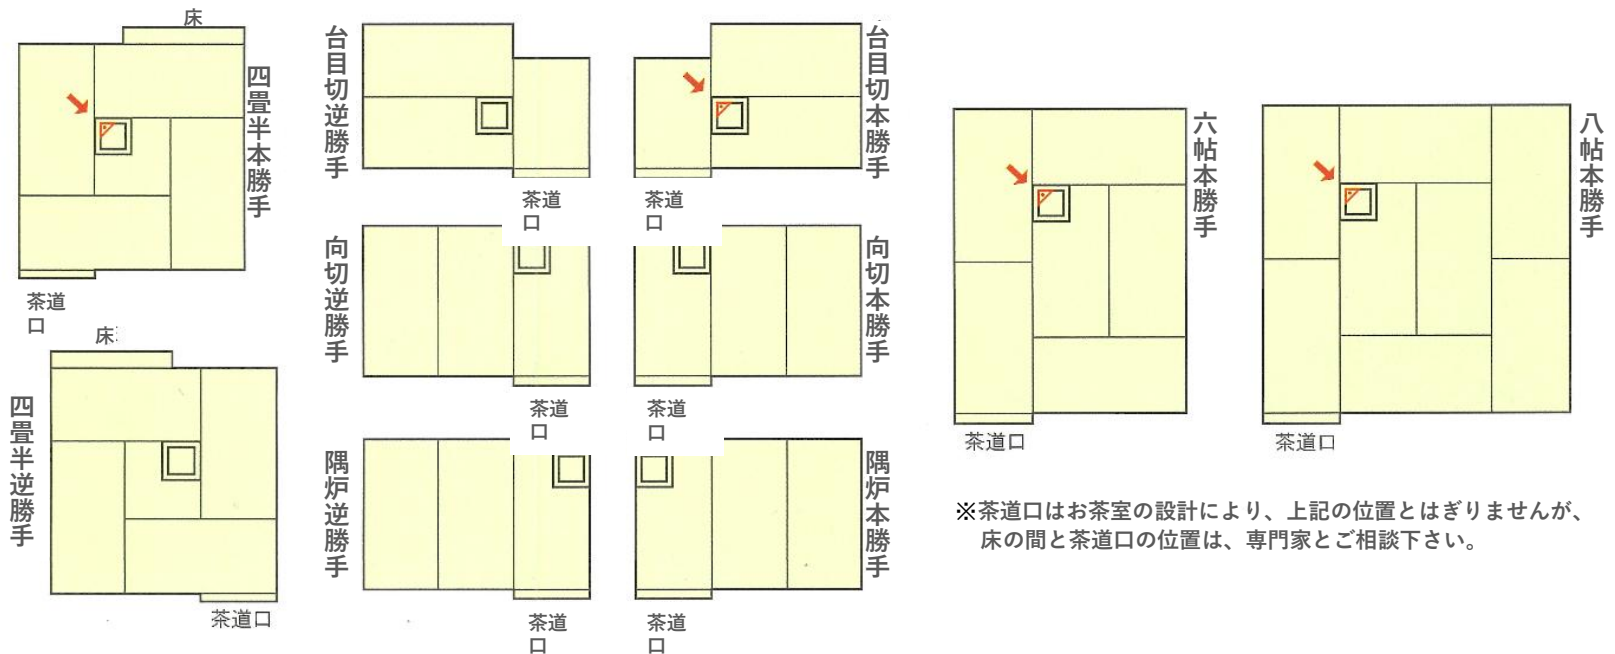 床
四畳半本勝手
茶道
口
床
四畳半逆勝手
茶道口
台目切逆勝手
茶道
口
台目切本勝手
茶道
口
向切逆勝手
茶道
口
向切本勝手
茶道
口
隅炉逆勝手
茶道
口
隅炉本勝手
茶道
口
六帖本勝手
茶道口
八帖本勝手
茶道口
※茶道口はお茶室の設計により、上記の位置とはぎりませんが、
床の間と茶道口の位置は、専門家とご相談下さい。